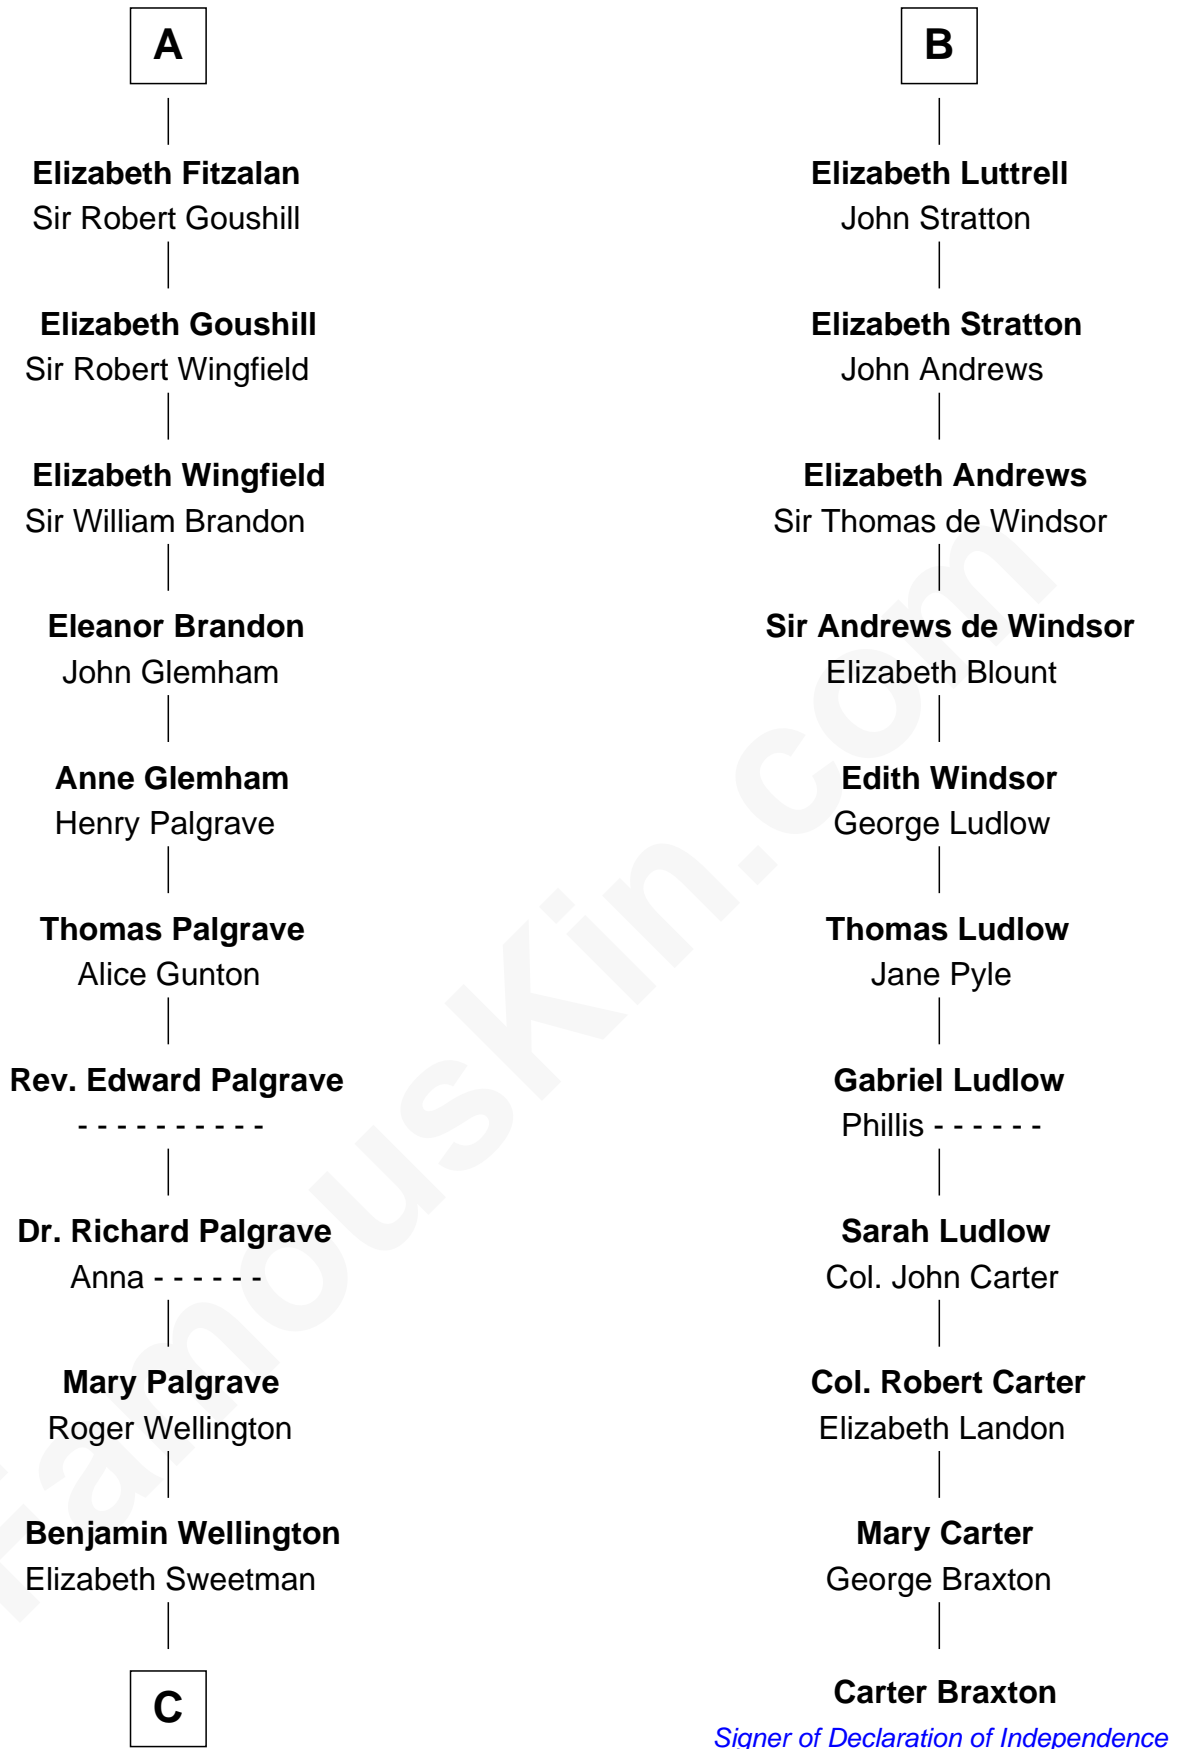 A
Elizabeth Fitzalan
Sir Robert Goushill
Elizabeth Goushill
Sir Robert Wingfield
Elizabeth Wingfield
Sir William Brandon
Eleanor Brandon
John Glemham
Anne Glemham
Henry Palgrave
Thomas Palgrave
Alice Gunton
Rev. Edward Palgrave
- - - - - - - - - -
Dr. Richard Palgrave
Anna - - - - - -
Mary Palgrave
Roger Wellington
Benjamin Wellington
Elizabeth Sweetman
C
B
Elizabeth Luttrell
John Stratton
Elizabeth Stratton
John Andrews
Elizabeth Andrews
Sir Thomas de Windsor
Sir Andrews de Windsor
Elizabeth Blount
Edith Windsor
George Ludlow
Thomas Ludlow
Jane Pyle
Gabriel Ludlow
Phillis - - - - - -
Sarah Ludlow
Col. John Carter
Col. Robert Carter
Elizabeth Landon
Mary Carter
George Braxton
Carter Braxton
Signer of Declaration of Independence
FamousKin.com